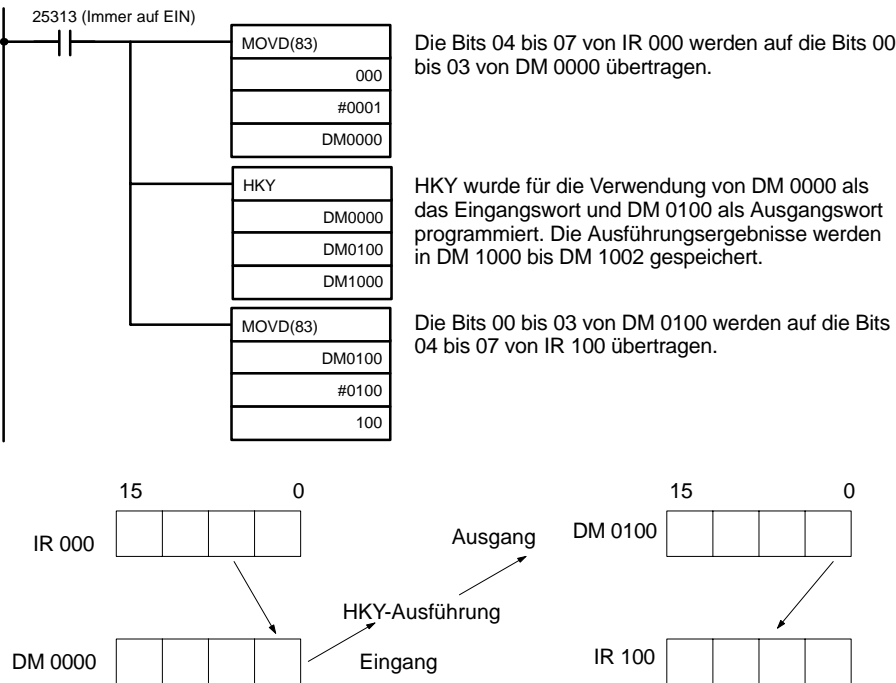 25313 (Immer auf EIN)
MOVD(83)
000
#0001
DM0000
Die Bits 04 bis 07 von IR 000 werden auf die Bits 00
bis 03 von DM 0000 übertragen.
HKY
DM0000
DM0100
DM1000
HKY wurde für die Verwendung von DM 0000 als
das Eingangswort und DM 0100 als Ausgangswort
programmiert. Die Ausführungsergebnisse werden
in DM 1000 bis DM 1002 gespeichert.
MOVD(83)
DM0100
#0100
100
Die Bits 00 bis 03 von DM 0100 werden auf die Bits
04 bis 07 von IR 100 übertragen.
15 0
IR 000
15 0
DM 0100
Ausgang
HKY-Ausführung
Eingang
DM 0000
IR 100